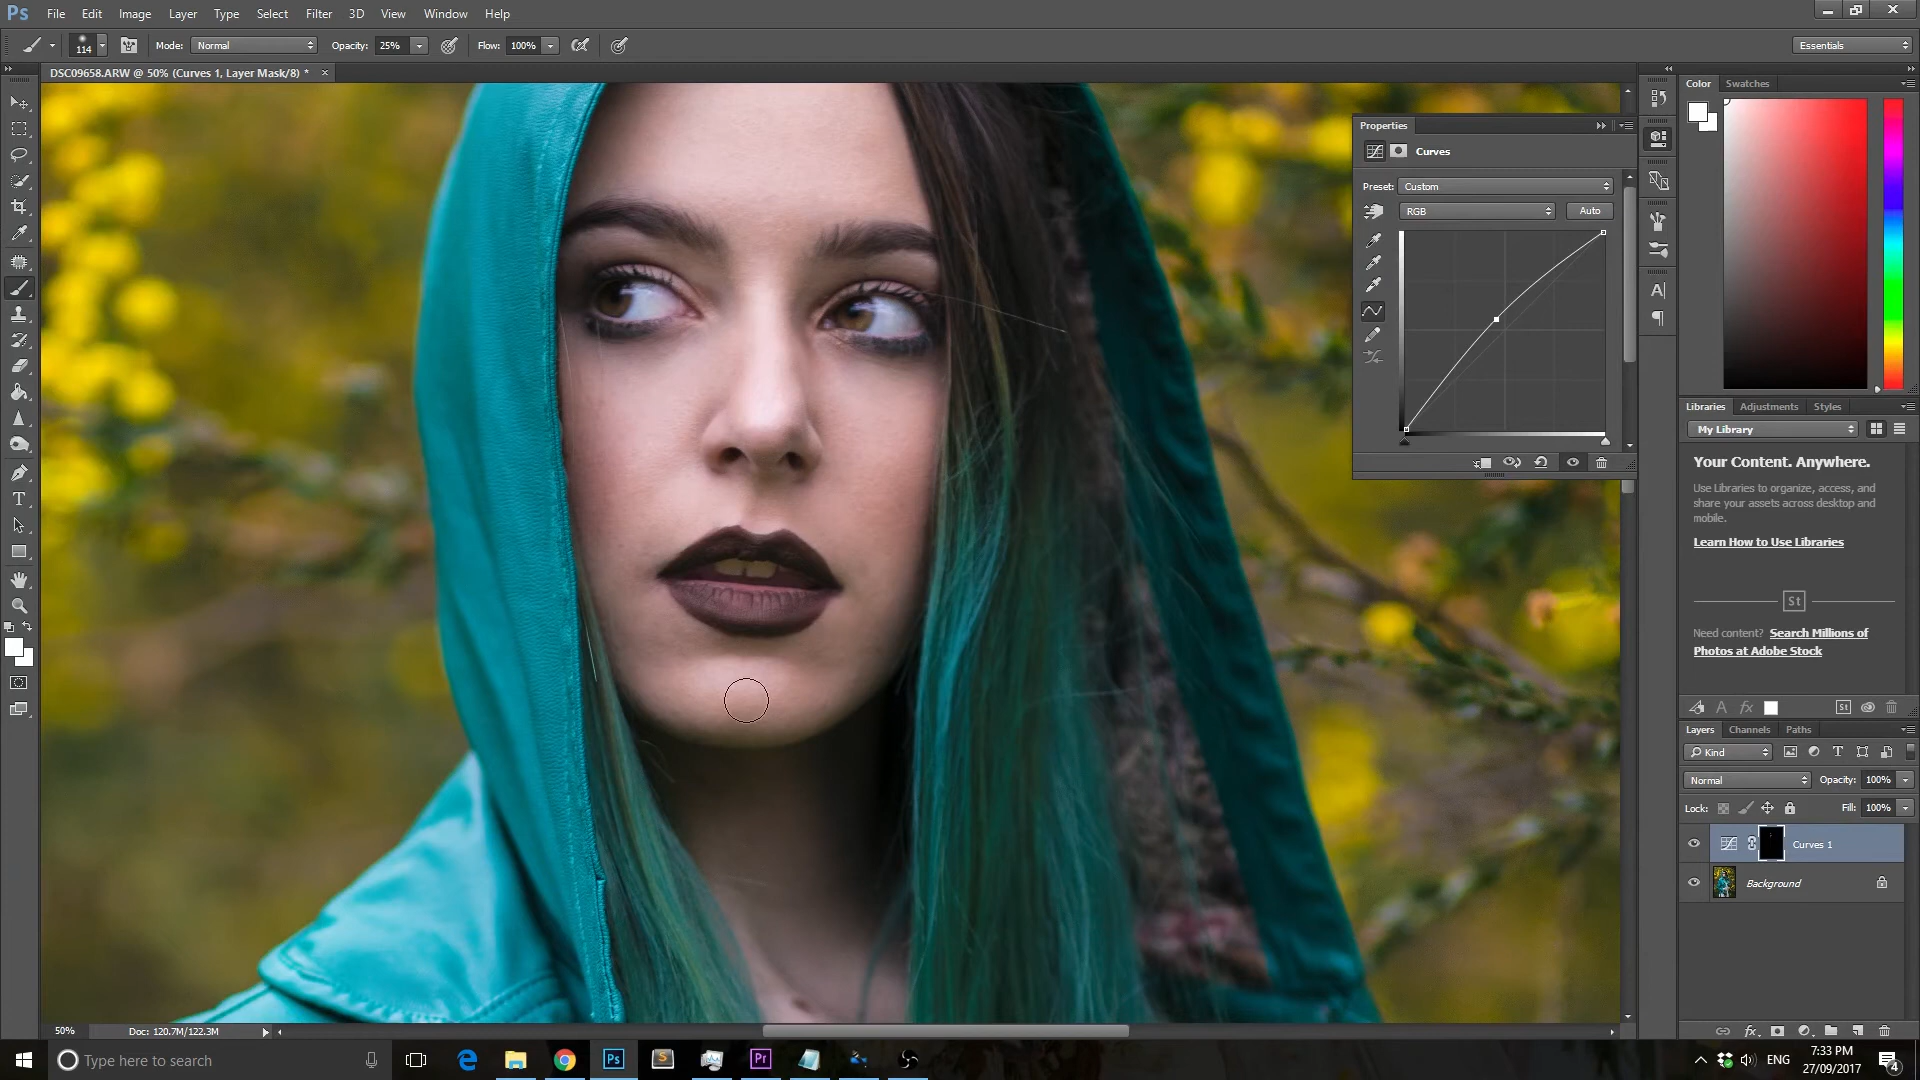 Ps File Edit Image Layer Type Select Filter 3D View Window Help
114 Mode: Normal Opacity: 25% Flow: 100% Essentials
DSC09658.ARW @ 50% (Curves 1, Layer Mask/8) * ×
Color Swatches
Properties
Curves
Preset: Custom
RGB Auto
Libraries Adjustments Styles
My Library
Your Content. Anywhere.
Use Libraries to organize, access, and
share your assets across desktop and
mobile.
Learn How to Use Libraries
St
Need content? Search Millions of
Photos at Adobe Stock
Layers Channels Paths
Kind
Normal Opacity: 100%
Lock: Fill: 100%
Curves 1
Background
50% Doc: 120.7M/122.3M
Type here to search
Ps
S
Pr
ENG
7:33 PM
27/09/2017
4